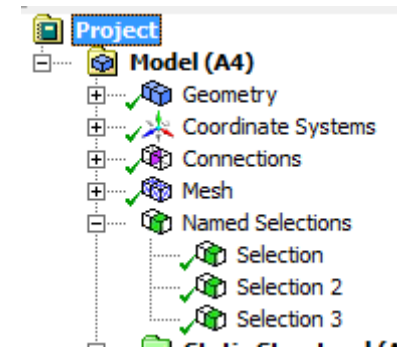 Project
Model (A4)
Geometry
Coordinate Systems
Connections
Mesh
Named Selections
Selection
Selection 2
Selection 3